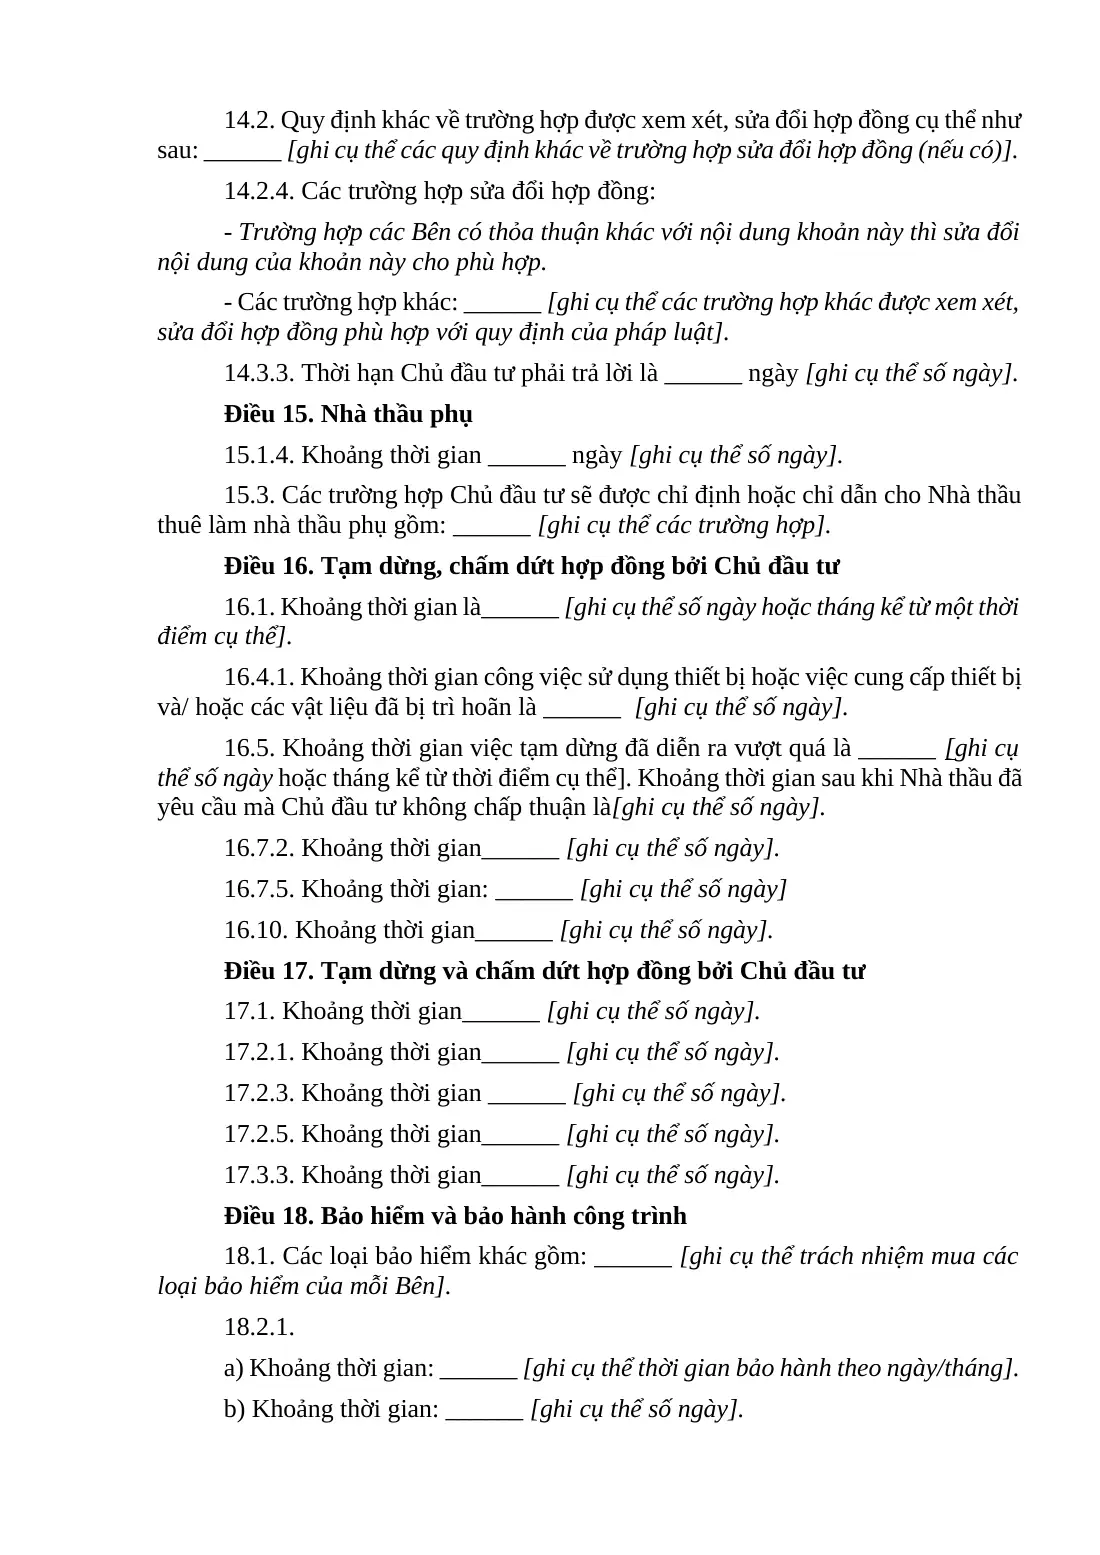 14.2. Quy định khác về trường hợp được xem xét, sửa đổi hợp đồng cụ thể như
sau: ______ [ghi cụ thể các quy định khác về trường hợp sửa đổi hợp đồng (nếu có)].
14.2.4. Các trường hợp sửa đổi hợp đồng:
- Trường hợp các Bên có thỏa thuận khác với nội dung khoản này thì sửa đổi
nội dung của khoản này cho phù hợp.
- Các trường hợp khác: ______ [ghi cụ thể các trường hợp khác được xem xét,
sửa đổi hợp đồng phù hợp với quy định của pháp luật].
14.3.3. Thời hạn Chủ đầu tư phải trả lời là ______ ngày [ghi cụ thể số ngày].
Điều 15. Nhà thầu phụ
15.1.4. Khoảng thời gian ______ ngày [ghi cụ thể số ngày].
15.3. Các trường hợp Chủ đầu tư sẽ được chỉ định hoặc chỉ dẫn cho Nhà thầu
thuê làm nhà thầu phụ gồm: ______ [ghi cụ thể các trường hợp].
Điều 16. Tạm dừng, chấm dứt hợp đồng bởi Chủ đầu tư
16.1. Khoảng thời gian là______ [ghi cụ thể số ngày hoặc tháng kể từ một thời
điểm cụ thể].
16.4.1. Khoảng thời gian công việc sử dụng thiết bị hoặc việc cung cấp thiết bị
và/ hoặc các vật liệu đã bị trì hoãn là ______ [ghi cụ thể số ngày].
16.5. Khoảng thời gian việc tạm dừng đã diễn ra vượt quá là ______ [ghi cụ
thể số ngày hoặc tháng kể từ thời điểm cụ thể]. Khoảng thời gian sau khi Nhà thầu đã
yêu cầu mà Chủ đầu tư không chấp thuận là[ghi cụ thể số ngày].
16.7.2. Khoảng thời gian______ [ghi cụ thể số ngày].
16.7.5. Khoảng thời gian: ______ [ghi cụ thể số ngày]
16.10. Khoảng thời gian______ [ghi cụ thể số ngày].
Điều 17. Tạm dừng và chấm dứt hợp đồng bởi Chủ đầu tư
17.1. Khoảng thời gian______ [ghi cụ thể số ngày].
17.2.1. Khoảng thời gian______ [ghi cụ thể số ngày].
17.2.3. Khoảng thời gian ______ [ghi cụ thể số ngày].
17.2.5. Khoảng thời gian______ [ghi cụ thể số ngày].
17.3.3. Khoảng thời gian______ [ghi cụ thể số ngày].
Điều 18. Bảo hiểm và bảo hành công trình
18.1. Các loại bảo hiểm khác gồm: ______ [ghi cụ thể trách nhiệm mua các
loại bảo hiểm của mỗi Bên].
18.2.1.
a) Khoảng thời gian: ______ [ghi cụ thể thời gian bảo hành theo ngày/tháng].
b) Khoảng thời gian: ______ [ghi cụ thể số ngày].